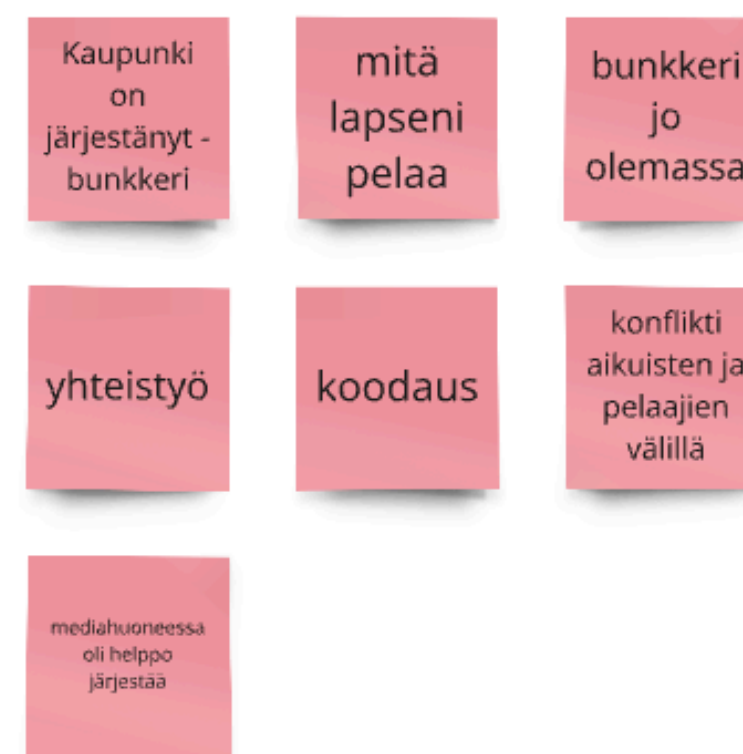 Kaupunki
on
järjestänyt -
bunkkeri
mitä
lapseni
pelaa
bunkkeri
jo
olemassa
yhteistyö
koodaus
konflikti
aikuisten ja
pelaajien
välillä
mediahuoneessa
oli helppo
järjestää